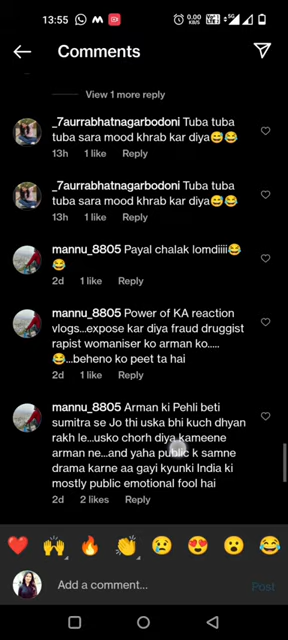 13:55
0.00
KB/S
5G
Comments
View 1 more reply
_7aurrabhatnagarbodoni Tuba tuba
tuba sara mood khrab kar diya😅😂
13h 1 like Reply
_7aurrabhatnagarbodoni Tuba tuba
tuba sara mood khrab kar diya😅😂
13h 1 like Reply
mannu_8805 Payal chalak lomdiiii😂
😂
2d 1 like Reply
mannu_8805 Power of KA reaction
vlogs...expose kar diya fraud druggist
rapist womaniser ko arman ko.....
😂...beheno ko peet ta hai
2d 1 like Reply
mannu_8805 Arman ki Pehli beti
sumitra se Jo thi uska bhi kuch dhyan
rakh le...usko chorh diya kameene
arman ne...and yaha public k samne
drama karne aa gayi kyunki India ki
mostly public emotional fool hai
2d 2 likes Reply
❤️ 🙌 🔥 👏 😢 😍 😮 😂
Add a comment... Post